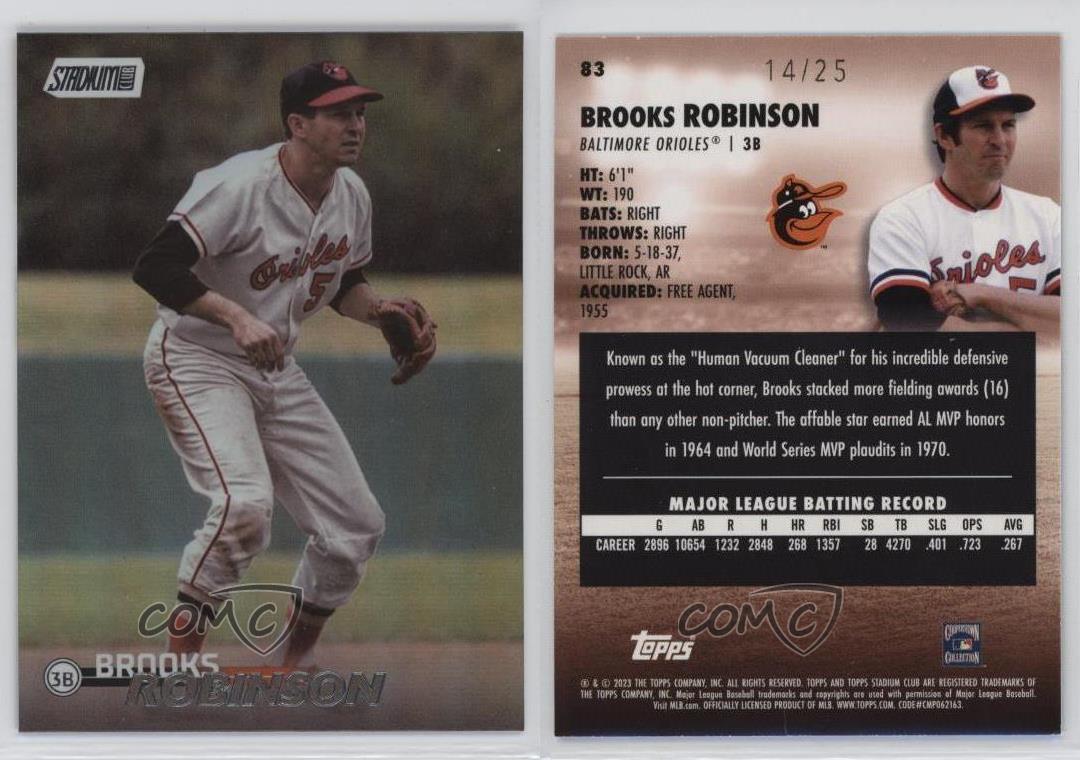 STADIUM CLUB
Orioles
5
COMC
3B
BROOKS
ROBINSON
83
14/25
BROOKS ROBINSON
BALTIMORE ORIOLES® | 3B
HT: 6'1"
WT: 190
BATS: RIGHT
THROWS: RIGHT
BORN: 5-18-37,
LITTLE ROCK, AR
ACQUIRED: FREE AGENT,
1955
Orioles
5
Known as the "Human Vacuum Cleaner" for his incredible defensive
prowess at the hot corner, Brooks stacked more fielding awards (16)
than any other non-pitcher. The affable star earned AL MVP honors
in 1964 and World Series MVP plaudits in 1970.
MAJOR LEAGUE BATTING RECORD
G AB R H HR RBI SB TB SLG OPS AVG
CAREER 2896 10654 1232 2848 268 1357 28 4270 .401 .723 .267
COMC
Topps
COOPERSTOWN
COLLECTION
® & © 2023 THE TOPPS COMPANY, INC. ALL RIGHTS RESERVED. TOPPS AND TOPPS STADIUM CLUB ARE REGISTERED TRADEMARKS OF
THE TOPPS COMPANY, INC. Major League Baseball trademarks and copyrights are used with permission of Major League Baseball.
Visit MLB.com. OFFICIALLY LICENSED PRODUCT OF MLB. WWW.TOPPS.COM. CODE#CMP062163.